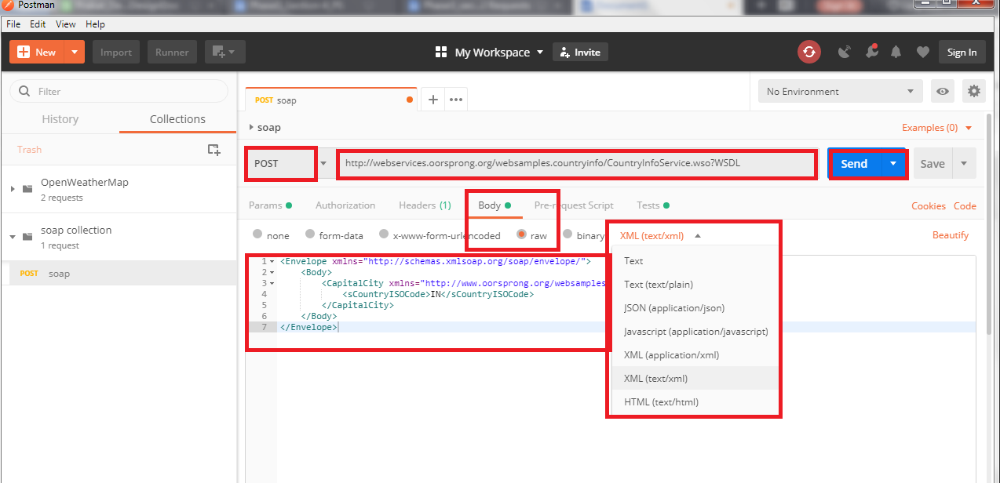 Postman
File Edit View Help
New Import Runner My Workspace Invite Sign In
Filter
History Collections
Trash
OpenWeatherMap
2 requests
soap collection
1 request
POST soap
POST soap
No Environment
soap
Examples (0)
POST http://webservices.oorsprong.org/websamples.countryinfo/CountryInfoService.wso?WSDL Send Save
Params Authorization Headers (1) Body Pre-request Script Tests Cookies Code
none form-data x-www-form-urlencoded raw binary XML (text/xml) Beautify
1 <Envelope xmlns="http://schemas.xmlsoap.org/soap/envelope/">
2 <Body>
3 <CapitalCity xmlns="http://www.oorsprong.org/websamples
4 <sCountryISOCode>IN</sCountryISOCode>
5 </CapitalCity>
6 </Body>
7 </Envelope>
Text
Text (text/plain)
JSON (application/json)
Javascript (application/javascript)
XML (application/xml)
XML (text/xml)
HTML (text/html)